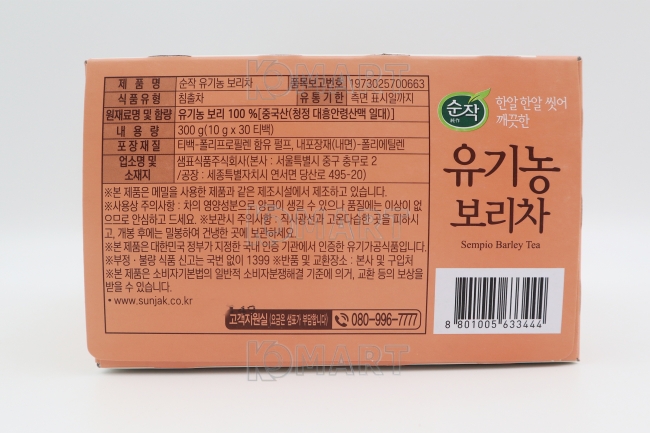 제 품 명 순작 유기농 보리차 품목보고번호 1973025700663
식품유형 침출차 유통기한 측면 표시일까지
원재료명 및 함량 유기농 보리 100 %[중국산(청정 대흥안령산맥 일대)]
내 용 량 300 g(10 g x 30 티백)
포장재질 티백-폴리프로필렌 함유 펄프, 내포장재(내면)-폴리에틸렌
업소명 및 소재지 샘표식품주식회사(본사 : 서울특별시 중구 충무로 2
/공장 : 세종특별자치시 연서면 당산로 495-20)
※본 제품은 메밀을 사용한 제품과 같은 제조시설에서 제조하고 있습니다.
※사용상 주의사항 : 차의 영양성분으로 앙금이 생길 수 있으나 품질에는 이상이 없
으므로 안심하고 드세요. ※보관시 주의사항 : 직사광선과 고온다습한 곳을 피하시
고, 개봉 후에는 밀봉하여 건냉한 곳에 보관하세요.
※본 제품은 대한민국 정부가 지정한 국내 인증 기관에서 인증한 유기가공식품입니다.
※부정·불량 식품 신고는 국번 없이 1399 ※반품 및 교환장소 : 본사 및 구입처
※본 제품은 소비자기본법의 일반적 소비자분쟁해결 기준에 의거, 교환 등의 보상을
받을 수 있습니다.
• www.sunjak.co.kr
고객지원실 (요금은 샘표가 부담합니다) 080-996-7777
순작
한알 한알 씻어
깨끗한
유기농
보리차
Sempio Barley Tea
8 801005 633444
KOMART
KOMART
KOMART